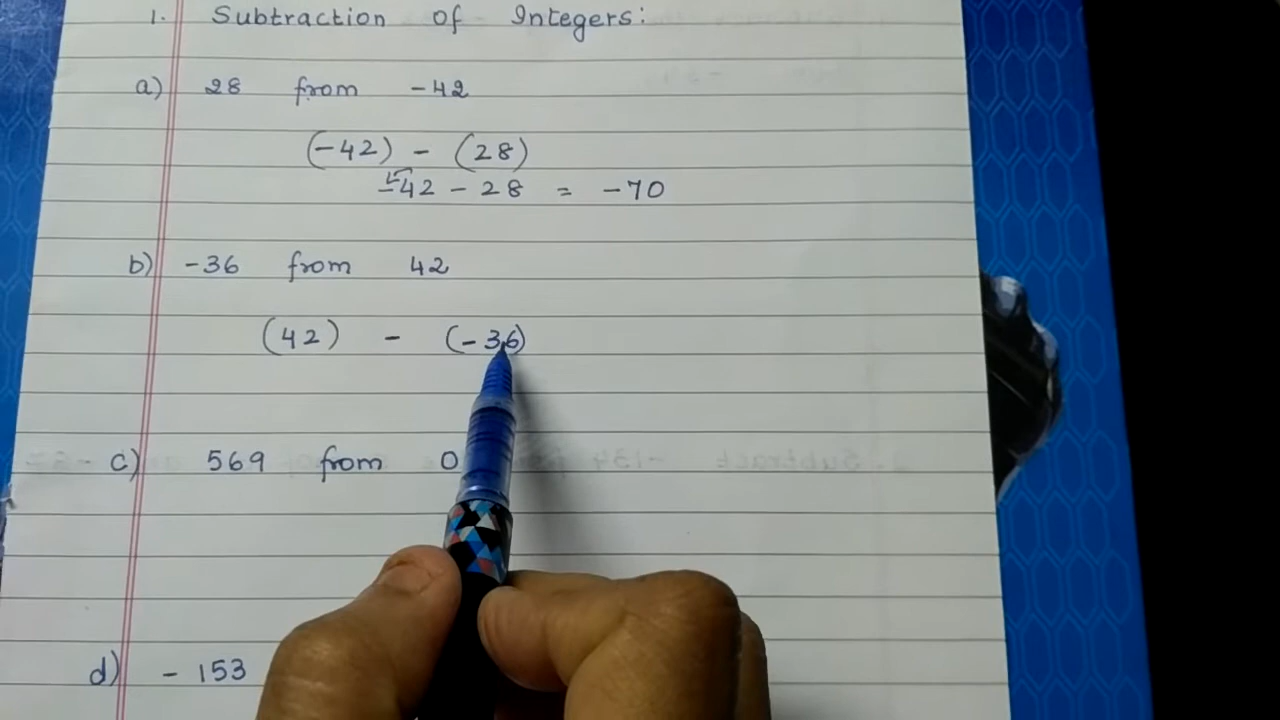 1. Subtraction of Integers:
a) 28 from -42
(-42) - (28)
-42 - 28 = -70
b) -36 from 42
(42) - (-36)
c) 569 from 0
d) - 153